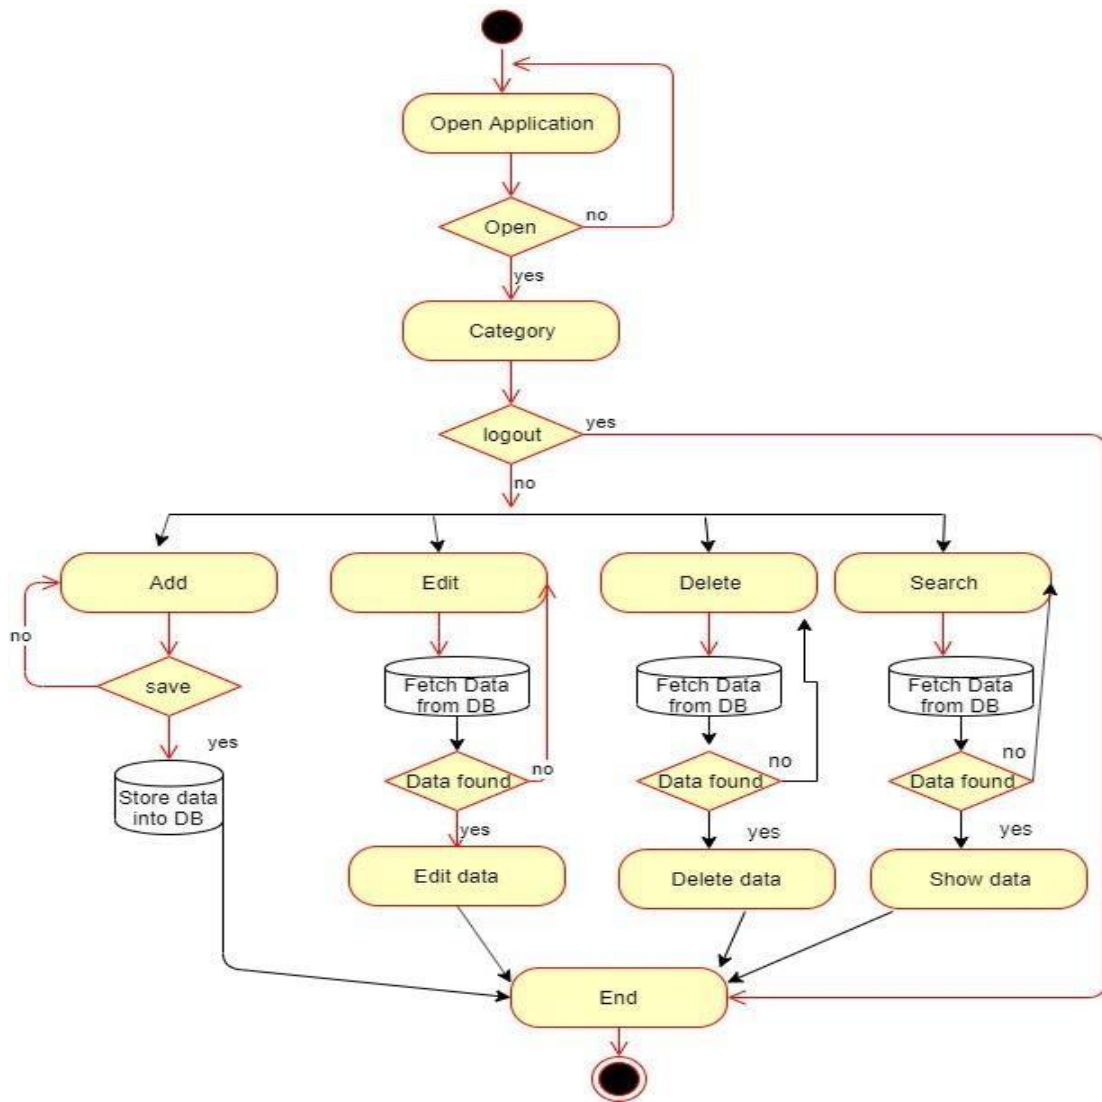 Open Application
Open
no
yes
Category
logout
yes
no
Add
Edit
Delete
Search
no
save
Fetch Data
from DB
Fetch Data
from DB
Fetch Data
from DB
yes
Data found
no
Data found
no
Data found
no
Store data
into DB
yes
yes
yes
Edit data
Delete data
Show data
End